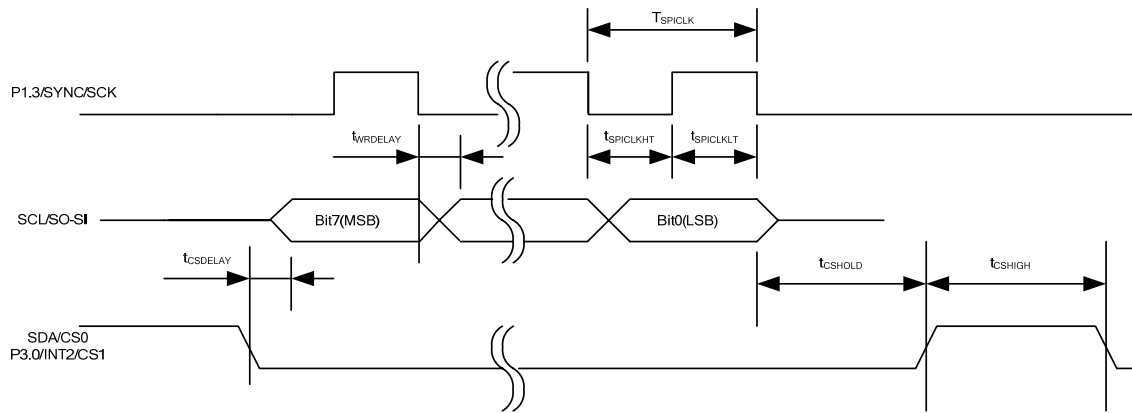 TSPICLK
P1.3/SYNC/SCK
tWRDELAY
tSPICLKHT
tSPICLKLT
SCL/SO-SI
Bit7(MSB)
Bit0(LSB)
tCSDELAY
tCSHOLD
tCSHIGH
SDA/CS0
P3.0/INT2/CS1